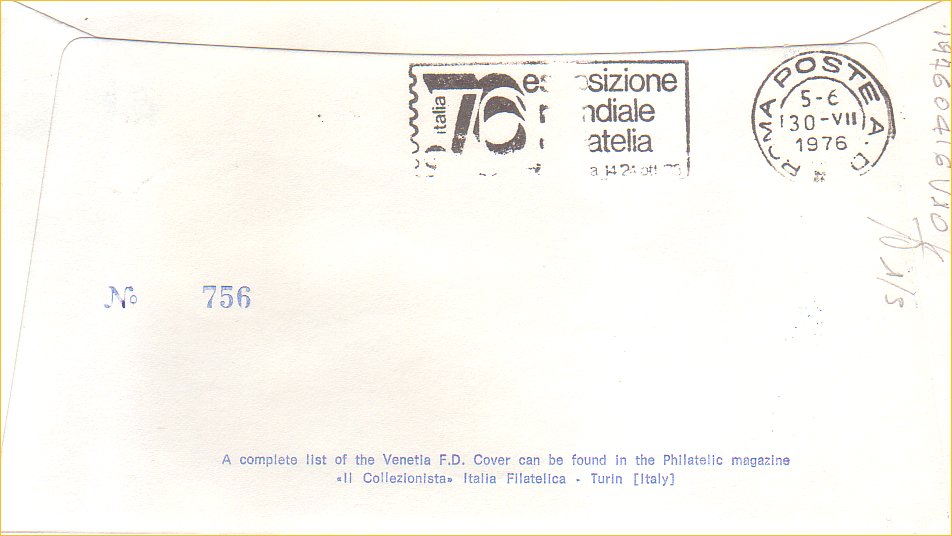 italia 76
esposizione
ndiale
atelia
ROMA POSTE A.D
5-6
30-VII
1976
No 756
A complete list of the Venetia F.D. Cover can be found in the Philatelic magazine
«Il Collezionista» Italia Filatelica - Turin [Italy]